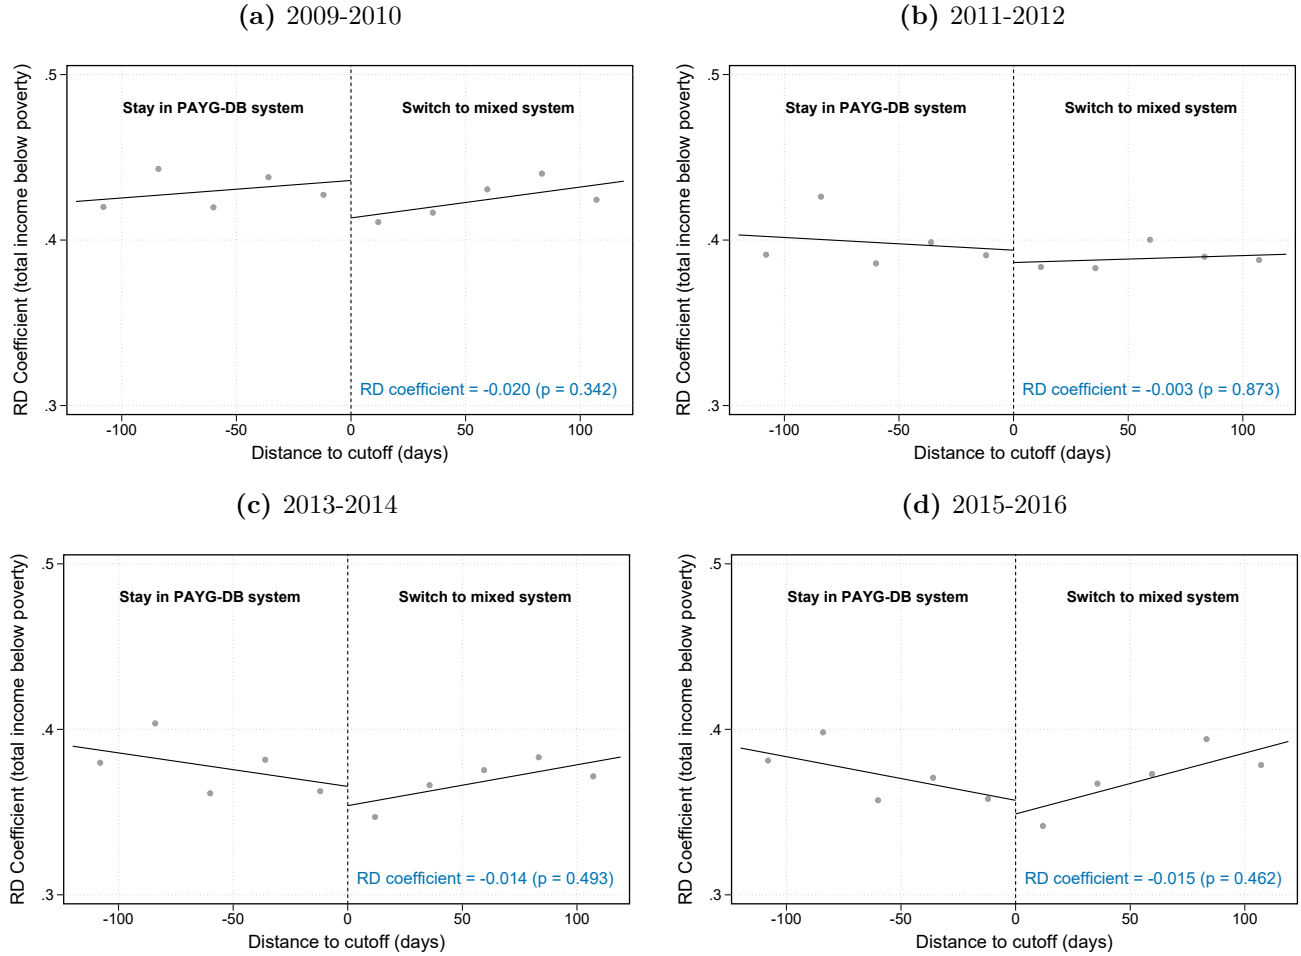 (a) 2009-2010
RD Coefficient (total income below poverty)
.5
.4
.3
Stay in PAYG-DB system
Switch to mixed system
RD coefficient = -0.020 (p = 0.342)
-100 -50 0 50 100
Distance to cutoff (days)
(b) 2011-2012
RD Coefficient (total income below poverty)
.5
.4
.3
Stay in PAYG-DB system
Switch to mixed system
RD coefficient = -0.003 (p = 0.873)
-100 -50 0 50 100
Distance to cutoff (days)
(c) 2013-2014
RD Coefficient (total income below poverty)
.5
.4
.3
Stay in PAYG-DB system
Switch to mixed system
RD coefficient = -0.014 (p = 0.493)
-100 -50 0 50 100
Distance to cutoff (days)
(d) 2015-2016
RD Coefficient (total income below poverty)
.5
.4
.3
Stay in PAYG-DB system
Switch to mixed system
RD coefficient = -0.015 (p = 0.462)
-100 -50 0 50 100
Distance to cutoff (days)